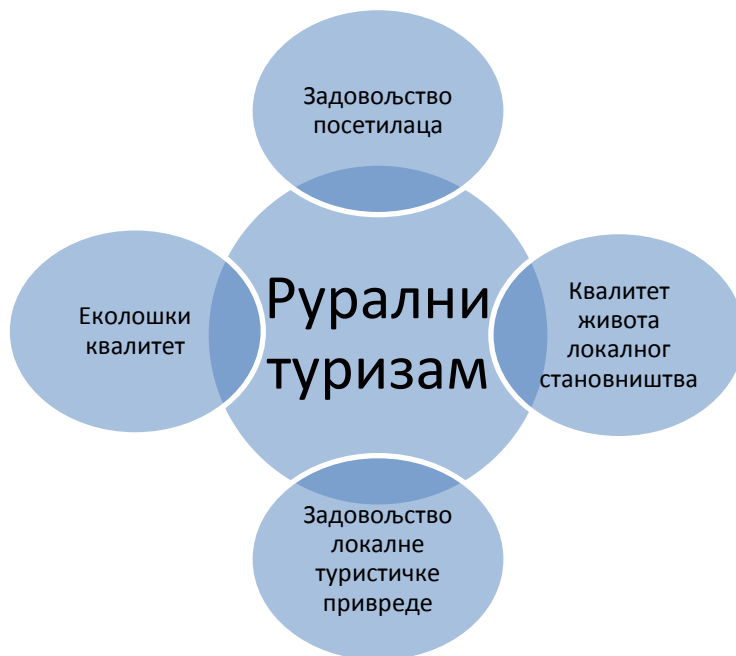 Задовољство
посетилаца
Еколошки
квалитет
Рурални
туризам
Квалитет
живота
локалног
становништва
Задовољство
локалне
туристичке
привреде